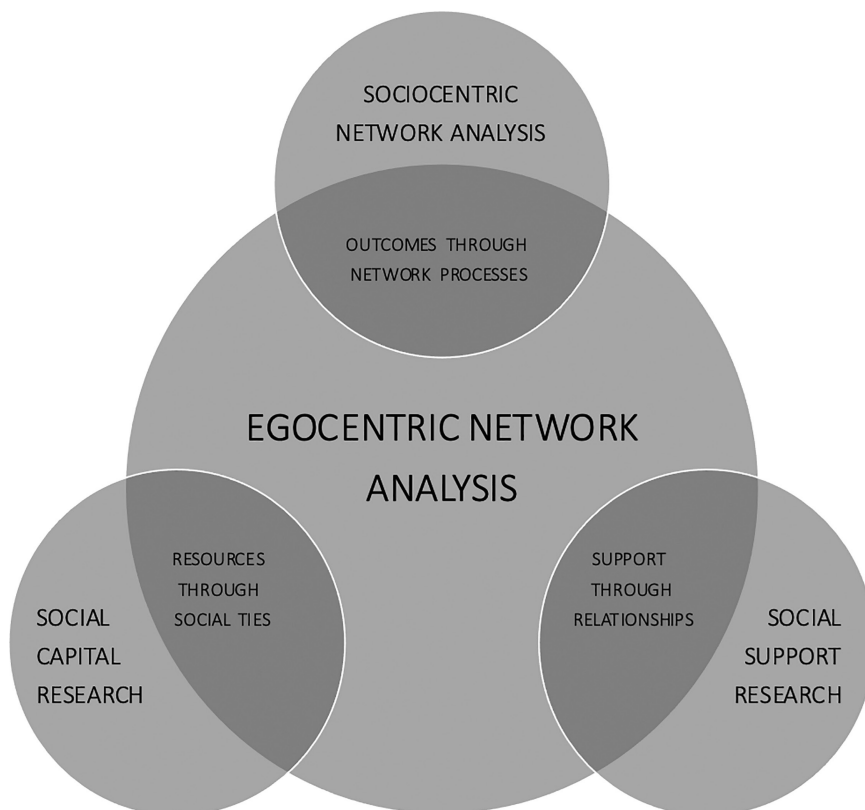 SOCIOCENTRIC
NETWORK ANALYSIS
OUTCOMES THROUGH
NETWORK PROCESSES
EGOCENTRIC NETWORK
ANALYSIS
RESOURCES
THROUGH
SOCIAL TIES
SOCIAL
CAPITAL
RESEARCH
SUPPORT
THROUGH
RELATIONSHIPS
SOCIAL
SUPPORT
RESEARCH